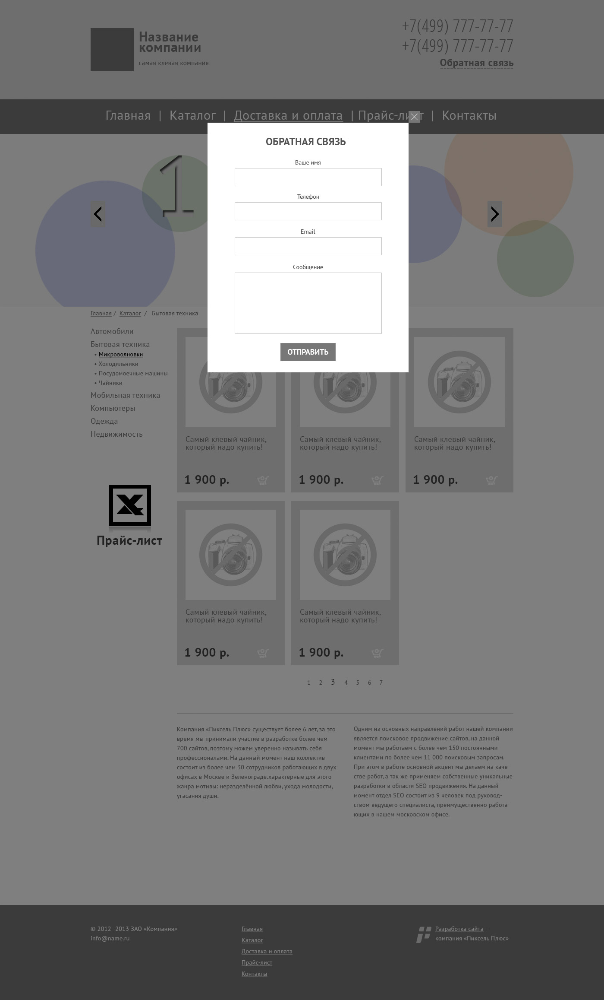 Название
компании
самая клевая компания
+7(499) 777-77-77
+7(499) 777-77-77
Обратная связь
Главная | Каталог | Доставка и оплата | Прайс-лист | Контакты
1
ОБРАТНАЯ СВЯЗЬ
Ваше имя
Телефон
Email
Сообщение
ОТПРАВИТЬ
Главная / Каталог / Бытовая техника
Автомобили
Бытовая техника
• Микроволновки
• Холодильники
• Посудомоечные машины
• Чайники
Мобильная техника
Компьютеры
Одежда
Недвижимость
Прайс-лист
Самый клевый чайник,
который надо купить!
1 900 р.
Самый клевый чайник,
который надо купить!
1 900 р.
Самый клевый чайник,
который надо купить!
1 900 р.
Самый клевый чайник,
который надо купить!
1 900 р.
Самый клевый чайник,
который надо купить!
1 900 р.
1 2 3 4 5 6 7
Компания «Пиксель Плюс» существует более 6 лет, за это
время мы принимали участие в разработке более чем
700 сайтов, поэтому можем уверенно называть себя
профессионалами. На данный момент наш коллектив
состоит из более чем 30 сотрудников работающих в двух
офисах в Москве и Зеленограде.характерные для этого
жанра мотивы: неразделённой любви, ухода молодости,
угасания души.
Одним из основных направлений работ нашей компании
является поисковое продвижение сайтов, на данной
момент мы работаем с более чем 150 постоянными
клиентами по более чем 11 000 поисковым запросам.
При этом в работе основной акцент мы делаем на каче-
стве работ, а так же применяем собственные уникальные
разработки в области SEO продвижения. На данный
момент отдел SEO состоит из 9 человек под руковод-
ством ведущего специалиста, преимущественно работа-
ющих в нашем московском офисе.
© 2012–2013 ЗАО «Компания»
info@name.ru
Главная
Каталог
Доставка и оплата
Прайс-лист
Контакты
Разработка сайта —
компания «Пиксель Плюс»